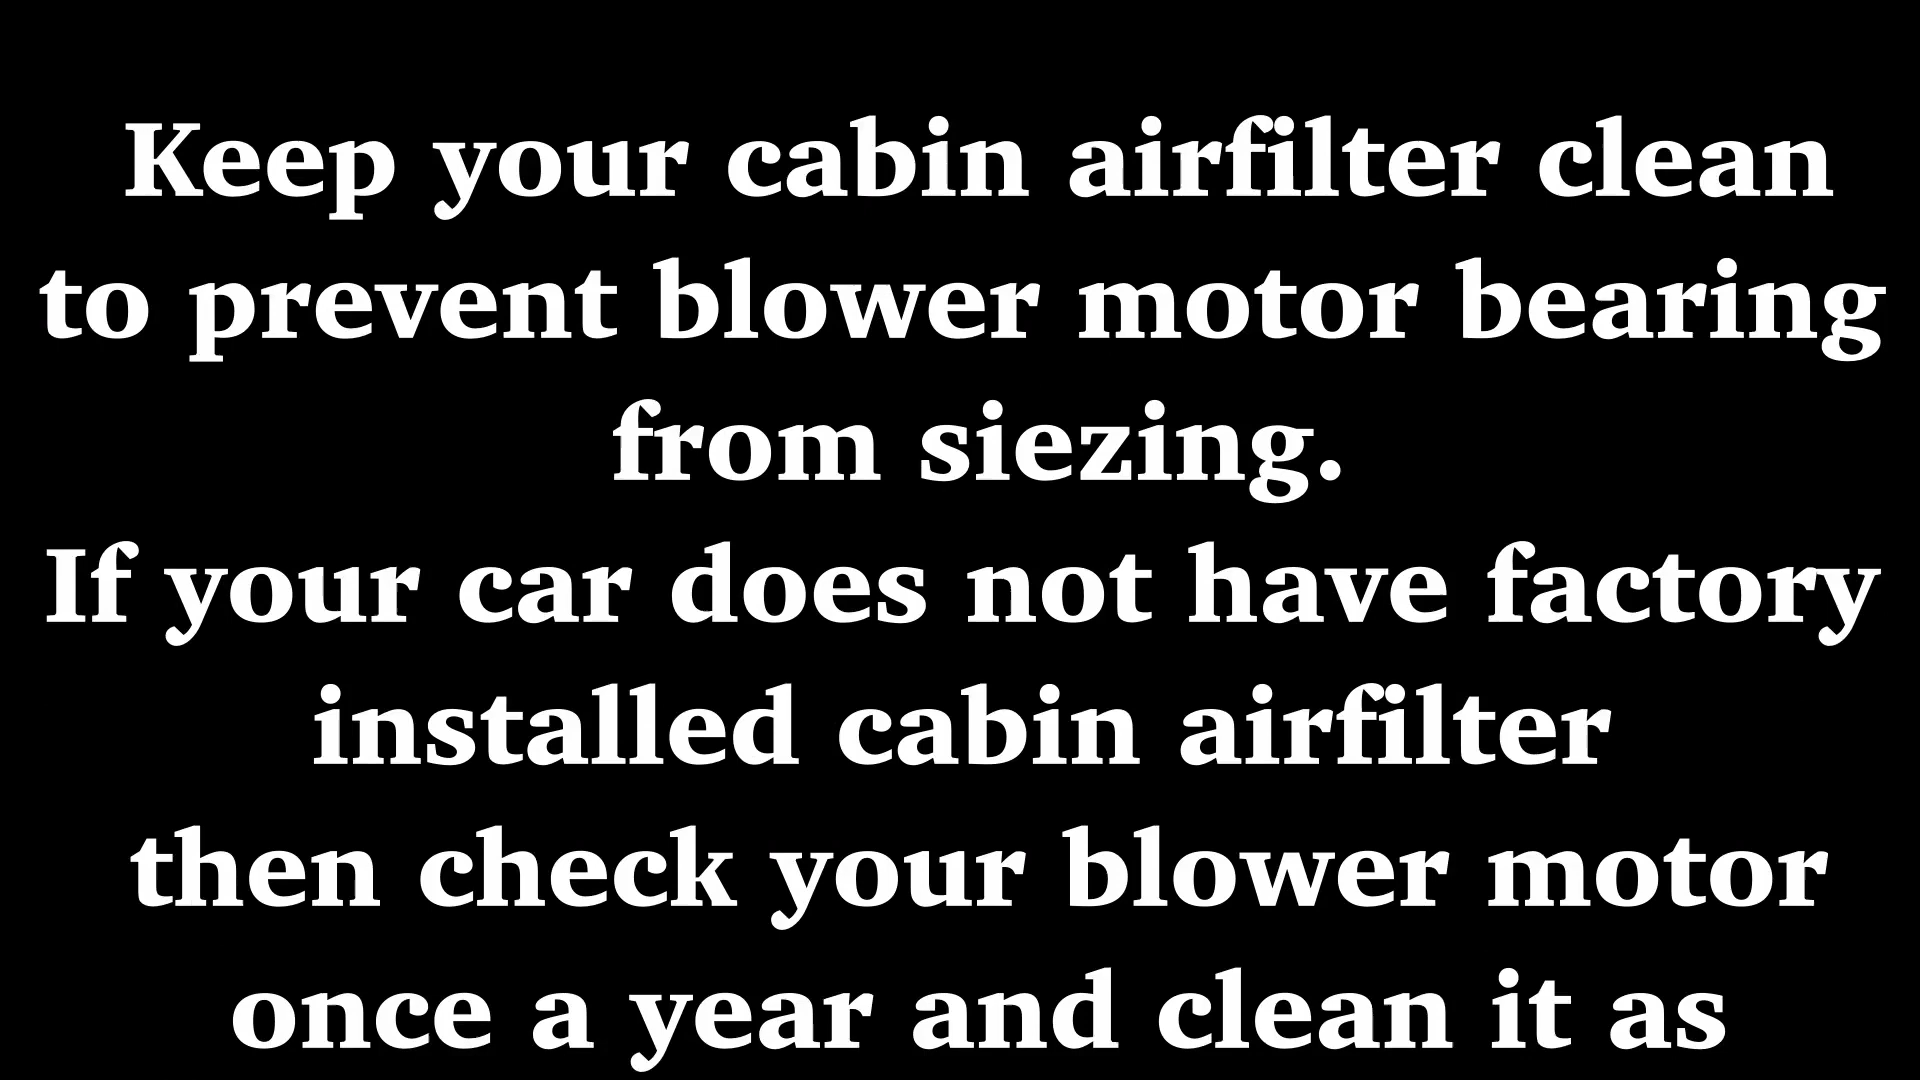 Keep your cabin airfilter clean
to prevent blower motor bearing
from siezing.
If your car does not have factory
installed cabin airfilter
then check your blower motor
once a year and clean it as